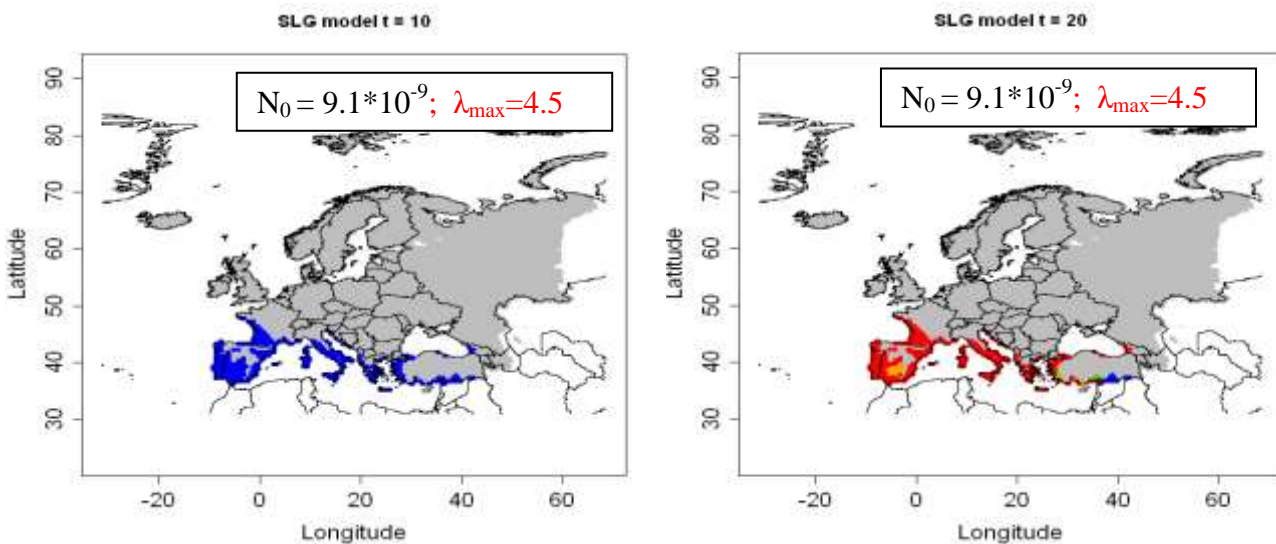 SLG model t = 10
N₀ = 9.1*10⁻⁹; λmax=4.5
Latitude
90
80
70
60
50
40
30
-20 0 20 40 60
Longitude
SLG model t = 20
N₀ = 9.1*10⁻⁹; λmax=4.5
Latitude
90
80
70
60
50
40
30
-20 0 20 40 60
Longitude